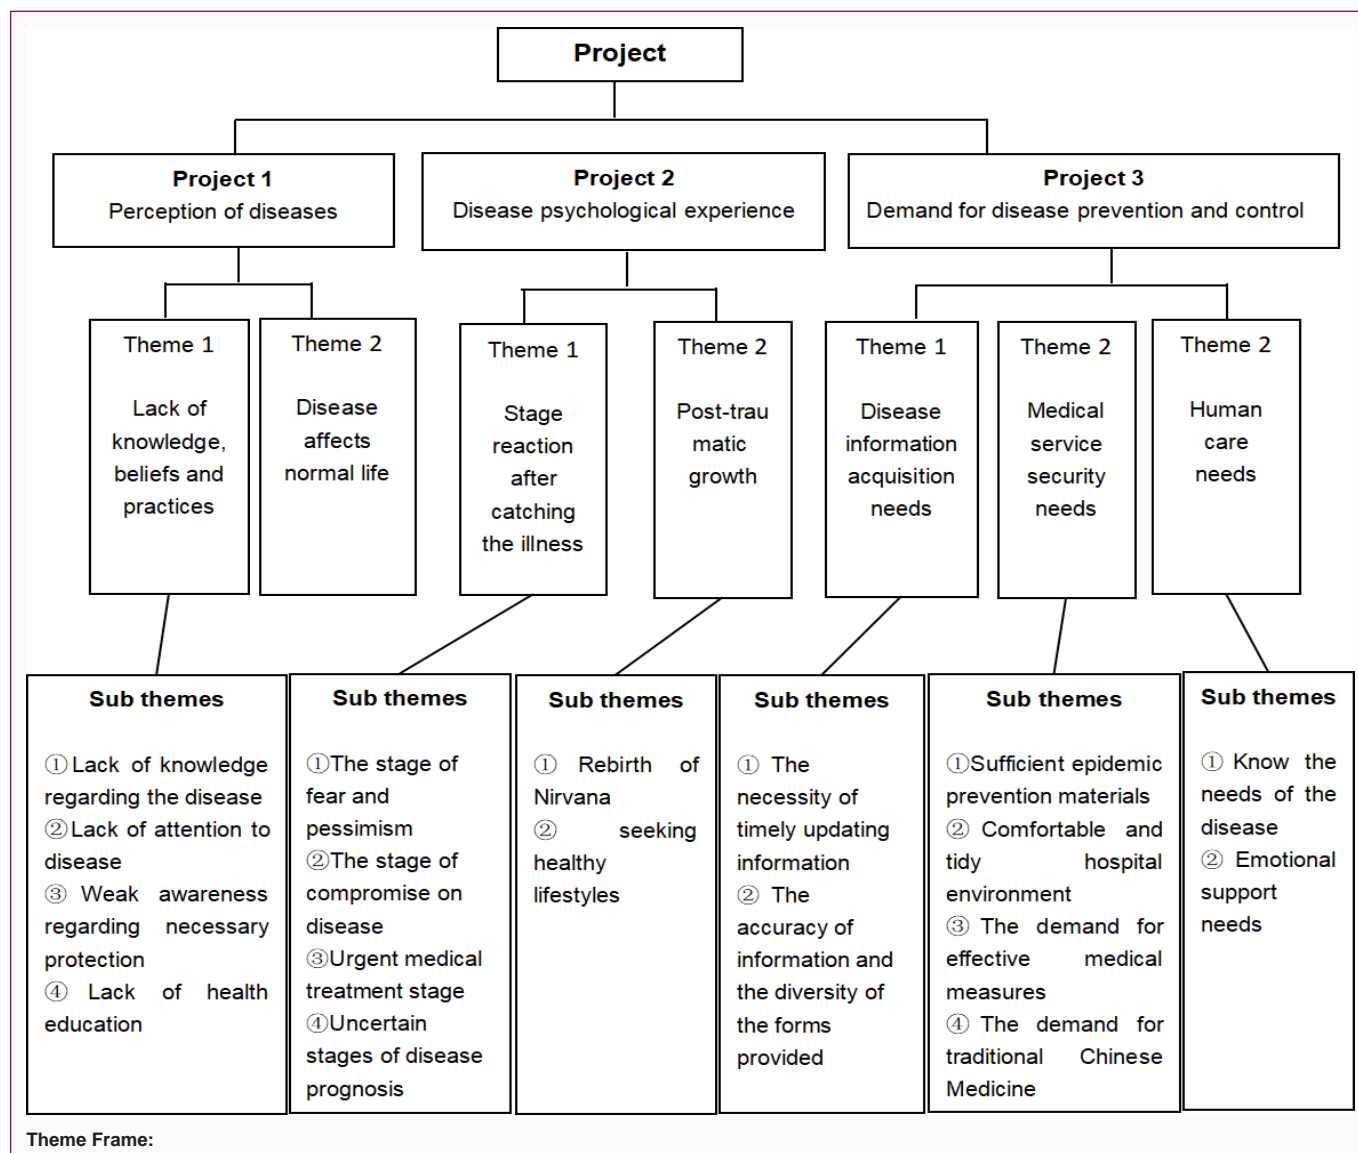 Project
Project 1
Perception of diseases
Project 2
Disease psychological experience
Project 3
Demand for disease prevention and control
Theme 1
Lack of
knowledge,
beliefs and
practices
Theme 2
Disease
affects
normal life
Theme 1
Stage
reaction
after
catching
the illness
Theme 2
Post-trau
matic
growth
Theme 1
Disease
information
acquisition
needs
Theme 2
Medical
service
security
needs
Theme 2
Human
care
needs
Sub themes
①Lack of knowledge
regarding the disease
②Lack of attention to
disease
③ Weak awareness
regarding necessary
protection
④ Lack of health
education
Sub themes
①The stage of
fear and
pessimism
②The stage of
compromise on
disease
③Urgent medical
treatment stage
④Uncertain
stages of disease
prognosis
Sub themes
① Rebirth of
Nirvana
② seeking
healthy
lifestyles
Sub themes
① The
necessity of
timely updating
information
② The
accuracy of
information and
the diversity of
the forms
provided
Sub themes
①Sufficient epidemic
prevention materials
② Comfortable and
tidy hospital
environment
③ The demand for
effective medical
measures
④ The demand for
traditional Chinese
Medicine
Sub themes
① Know the
needs of the
disease
② Emotional
support
needs
Theme Frame: